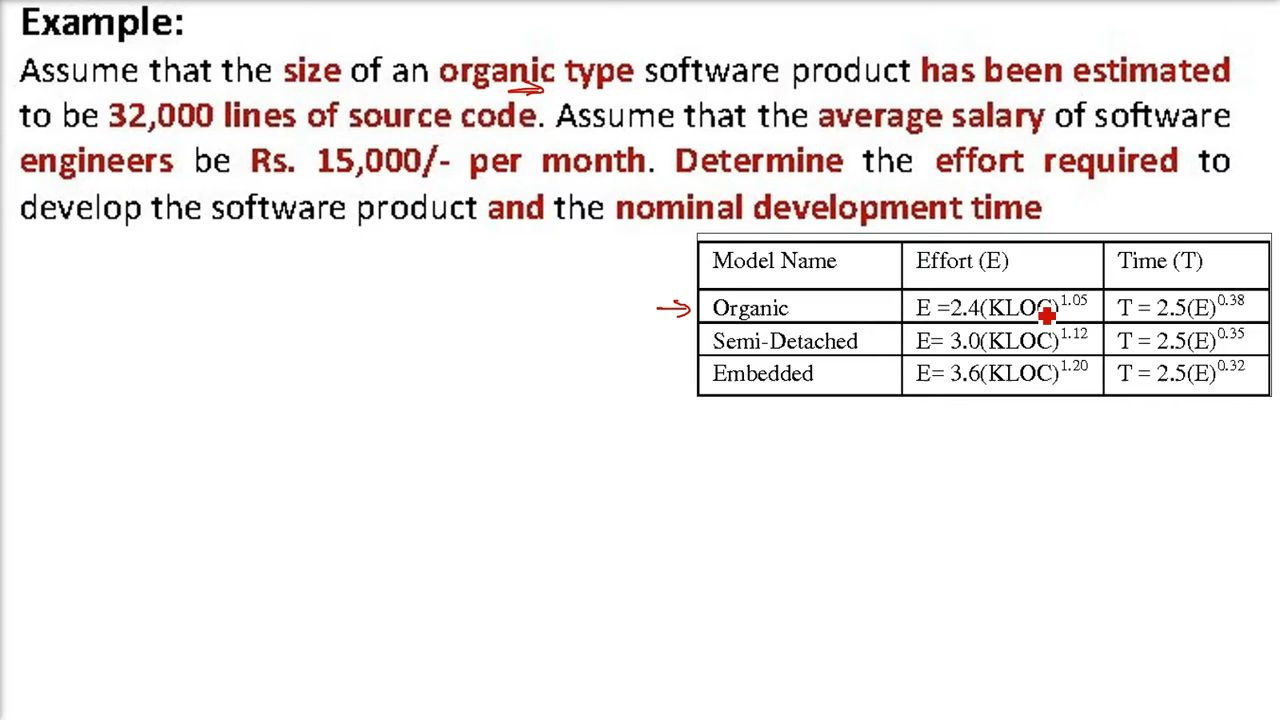 Example:
Assume that the size of an organic type software product has been estimated
to be 32,000 lines of source code. Assume that the average salary of software
engineers be Rs. 15,000/- per month. Determine the effort required to
develop the software product and the nominal development time
Model Name Effort (E) Time (T)
Organic E =2.4(KLOC)^1.05 T = 2.5(E)^0.38
Semi-Detached E= 3.0(KLOC)^1.12 T = 2.5(E)^0.35
Embedded E= 3.6(KLOC)^1.20 T = 2.5(E)^0.32